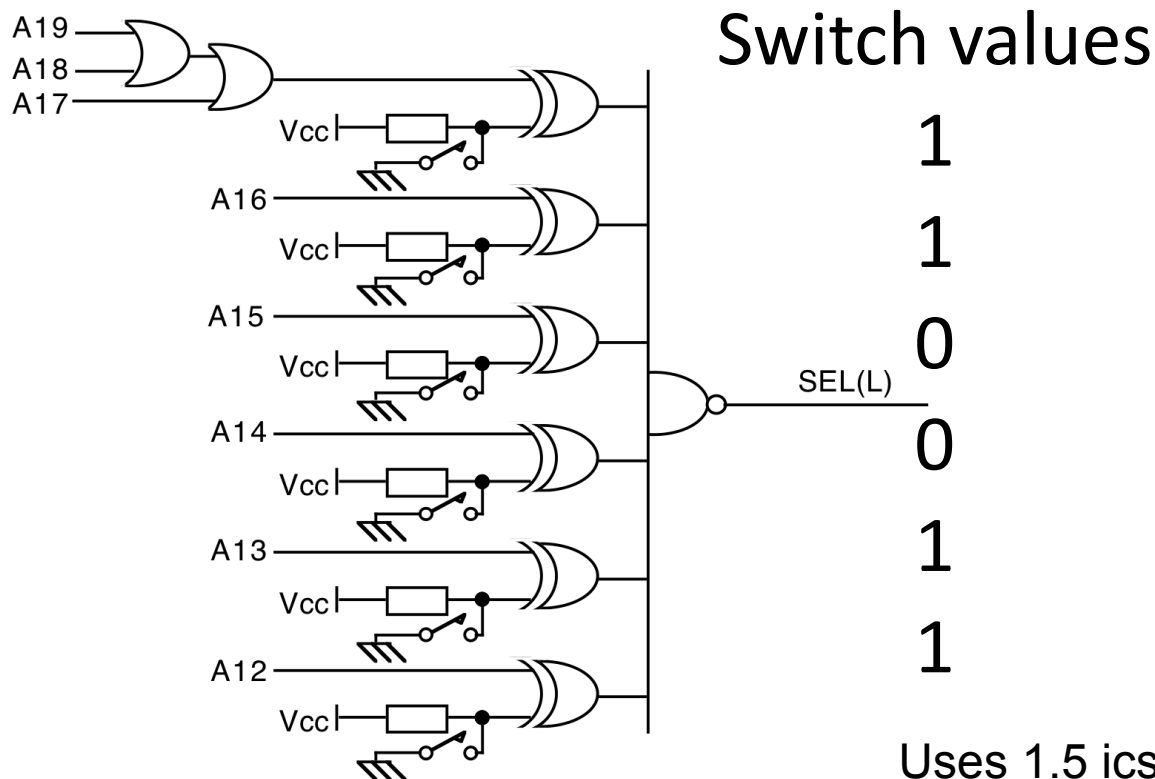 Switch values
A19
A18
A17
Vcc
1
A16
Vcc
1
A15
Vcc
0
SEL(L)
A14
0
Vcc
A13
1
Vcc
A12
1
Vcc
Uses 1.5 ics